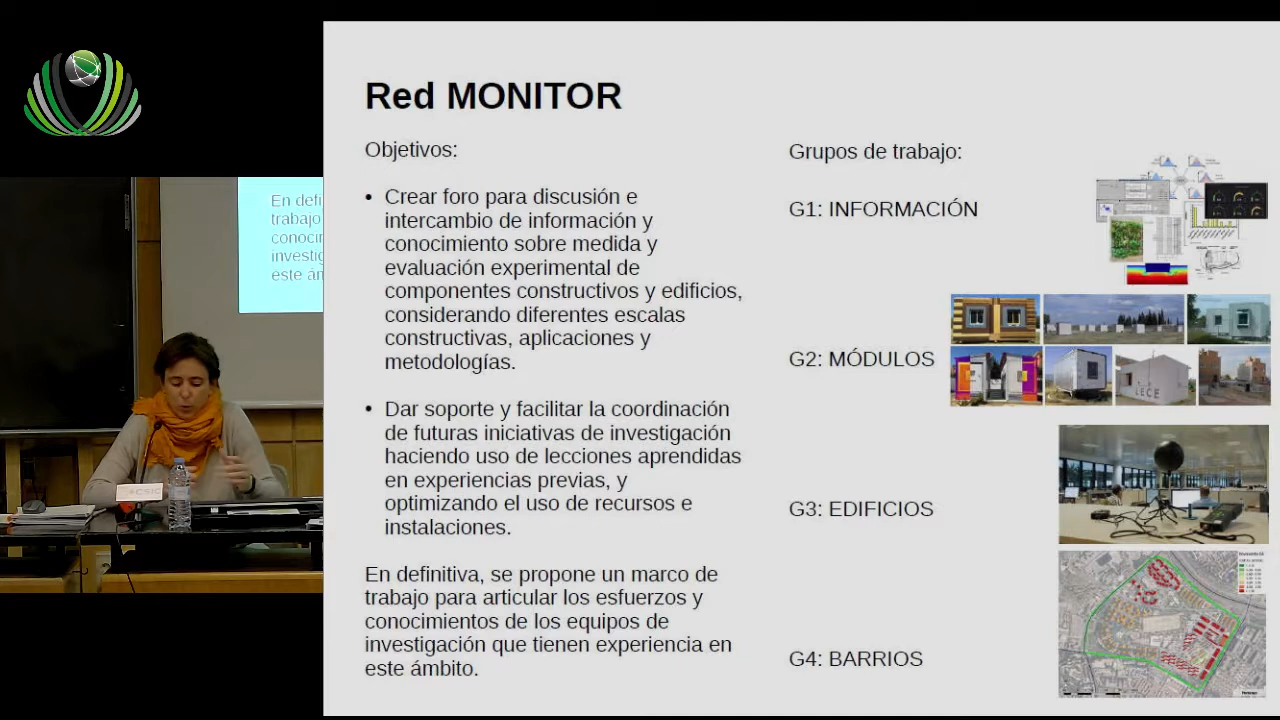 Red MONITOR
Objetivos:
• Crear foro para discusión e
intercambio de información y
conocimiento sobre medida y
evaluación experimental de
componentes constructivos y edificios,
considerando diferentes escalas
constructivas, aplicaciones y
metodologías.
• Dar soporte y facilitar la coordinación
de futuras iniciativas de investigación
haciendo uso de lecciones aprendidas
en experiencias previas, y
optimizando el uso de recursos e
instalaciones.
En definitiva, se propone un marco de
trabajo para articular los esfuerzos y
conocimientos de los equipos de
investigación que tienen experiencia en
este ámbito.
Grupos de trabajo:
G1: INFORMACIÓN
G2: MÓDULOS
LECE
G3: EDIFICIOS
G4: BARRIOS
En defi
trabajo
conocin
investig
este án
CSIC